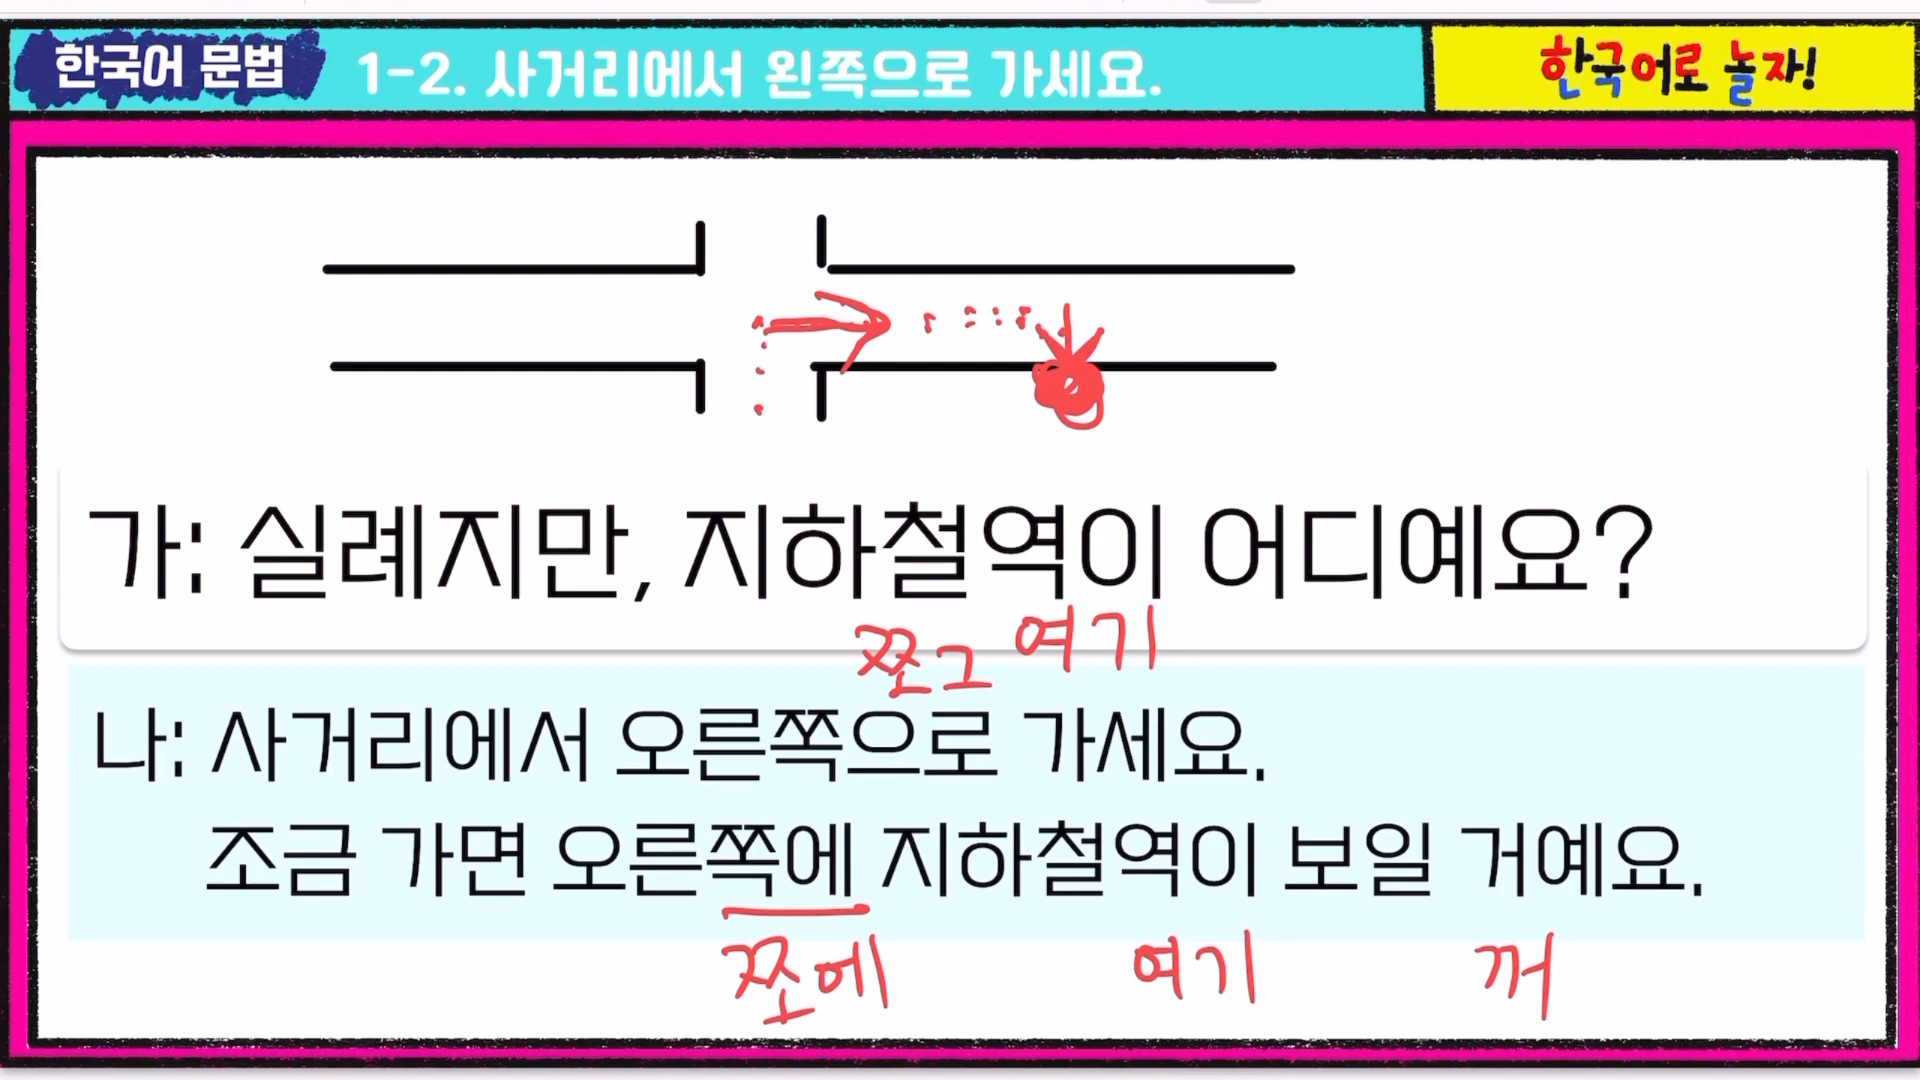 한국어 문법
1-2. 사거리에서 왼쪽으로 가세요.
한국어로 놀자!
가: 실례지만, 지하철역이 어디예요?
쪼그 여기
나: 사거리에서 오른쪽으로 가세요.
조금 가면 오른쪽에 지하철역이 보일 거예요.
쪼에 여기 꺼